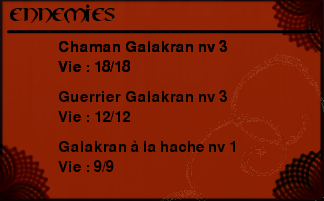 ENNEMIES
Chaman Galakran nv 3
Vie : 18/18
Guerrier Galakran nv 3
Vie : 12/12
Galakran à la hache nv 1
Vie : 9/9